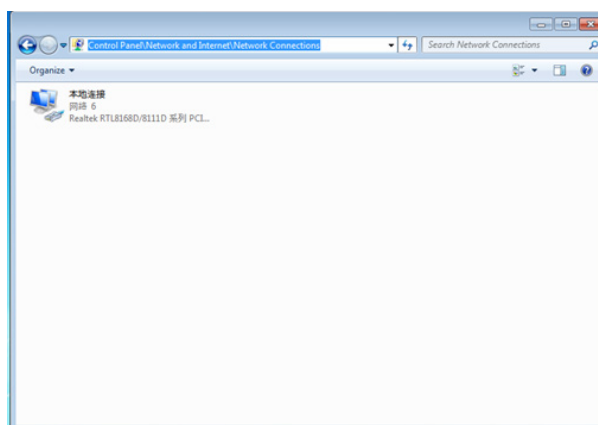 Control Panel\Network and Internet\Network Connections
Search Network Connections
Organize
本地连接
网络 6
Realtek RTL8168D/8111D 系列 PCI...